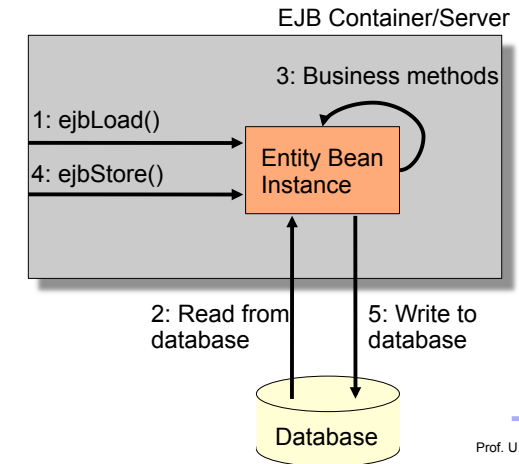 EJB Container/Server
3: Business methods
1: ejbLoad()
4: ejbStore()
Entity Bean
Instance
2: Read from
database
5: Write to
database
Database
Prof. U